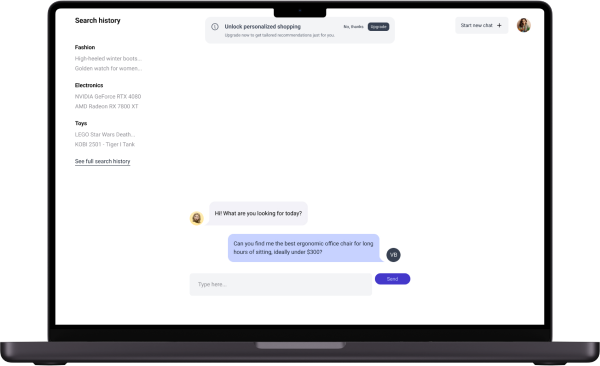 Search history
Unlock personalized shopping
Upgrade now to get tailored recommendations just for you.
No, thanks
Upgrade
Start new chat +
Fashion
High-heeled winter boots...
Golden watch for women...
Electronics
NVIDIA GeForce RTX 4080
AMD Radeon RX 7800 XT
Toys
LEGO Star Wars Death...
KOBI 2501 - Tiger I Tank
See full search history
Hi! What are you looking for today?
Can you find me the best ergonomic office chair for long
hours of sitting, ideally under $300?
VB
Type here...
Send